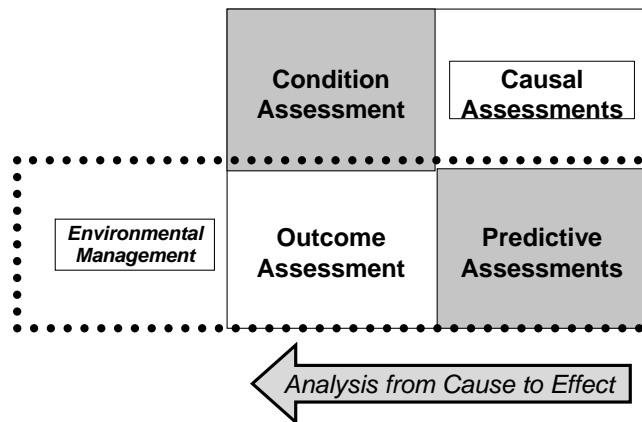 Condition
Assessment
Causal
Assessments
Environmental
Management
Outcome
Assessment
Predictive
Assessments
Analysis from Cause to Effect